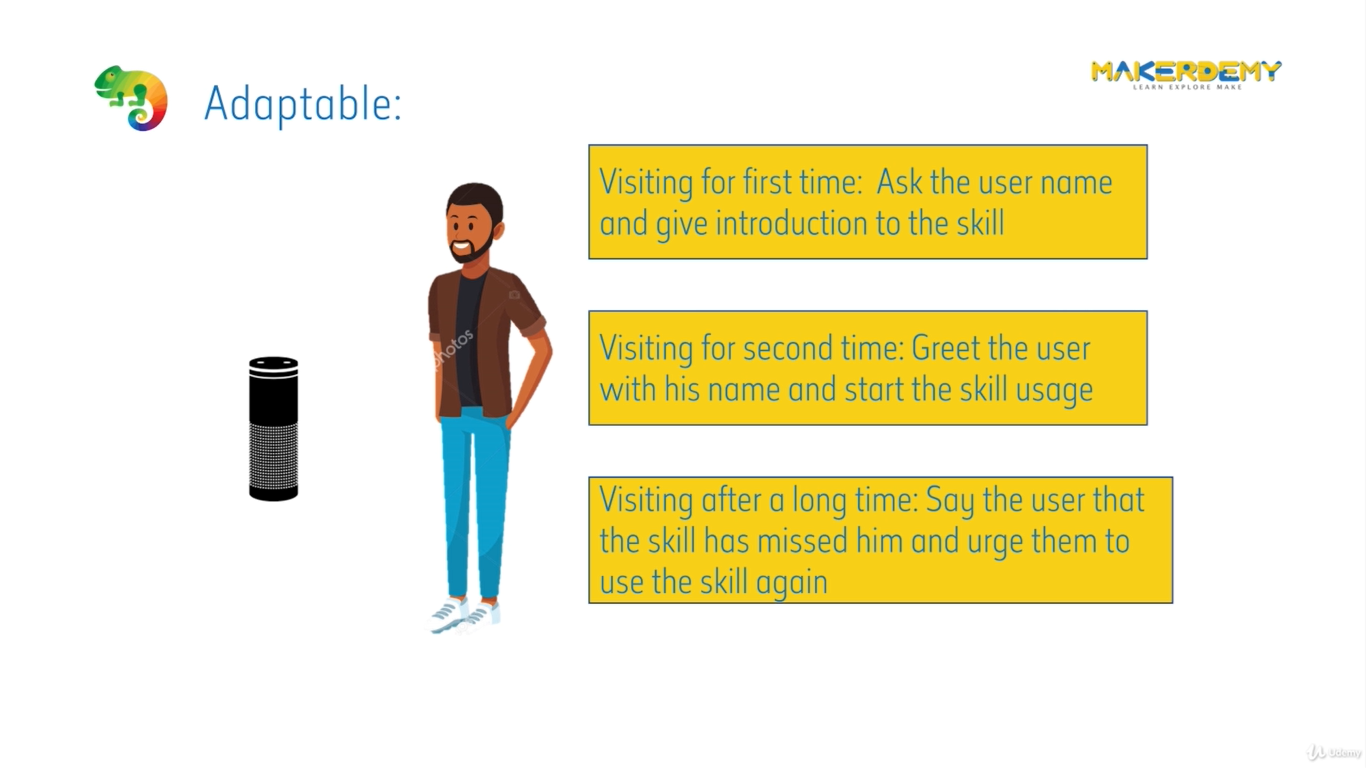 MAKERDEMY
LEARN EXPLORE MAKE
Adaptable:
Visiting for first time: Ask the user name
and give introduction to the skill
Visiting for second time: Greet the user
with his name and start the skill usage
Visiting after a long time: Say the user that
the skill has missed him and urge them to
use the skill again
photos
Udemy